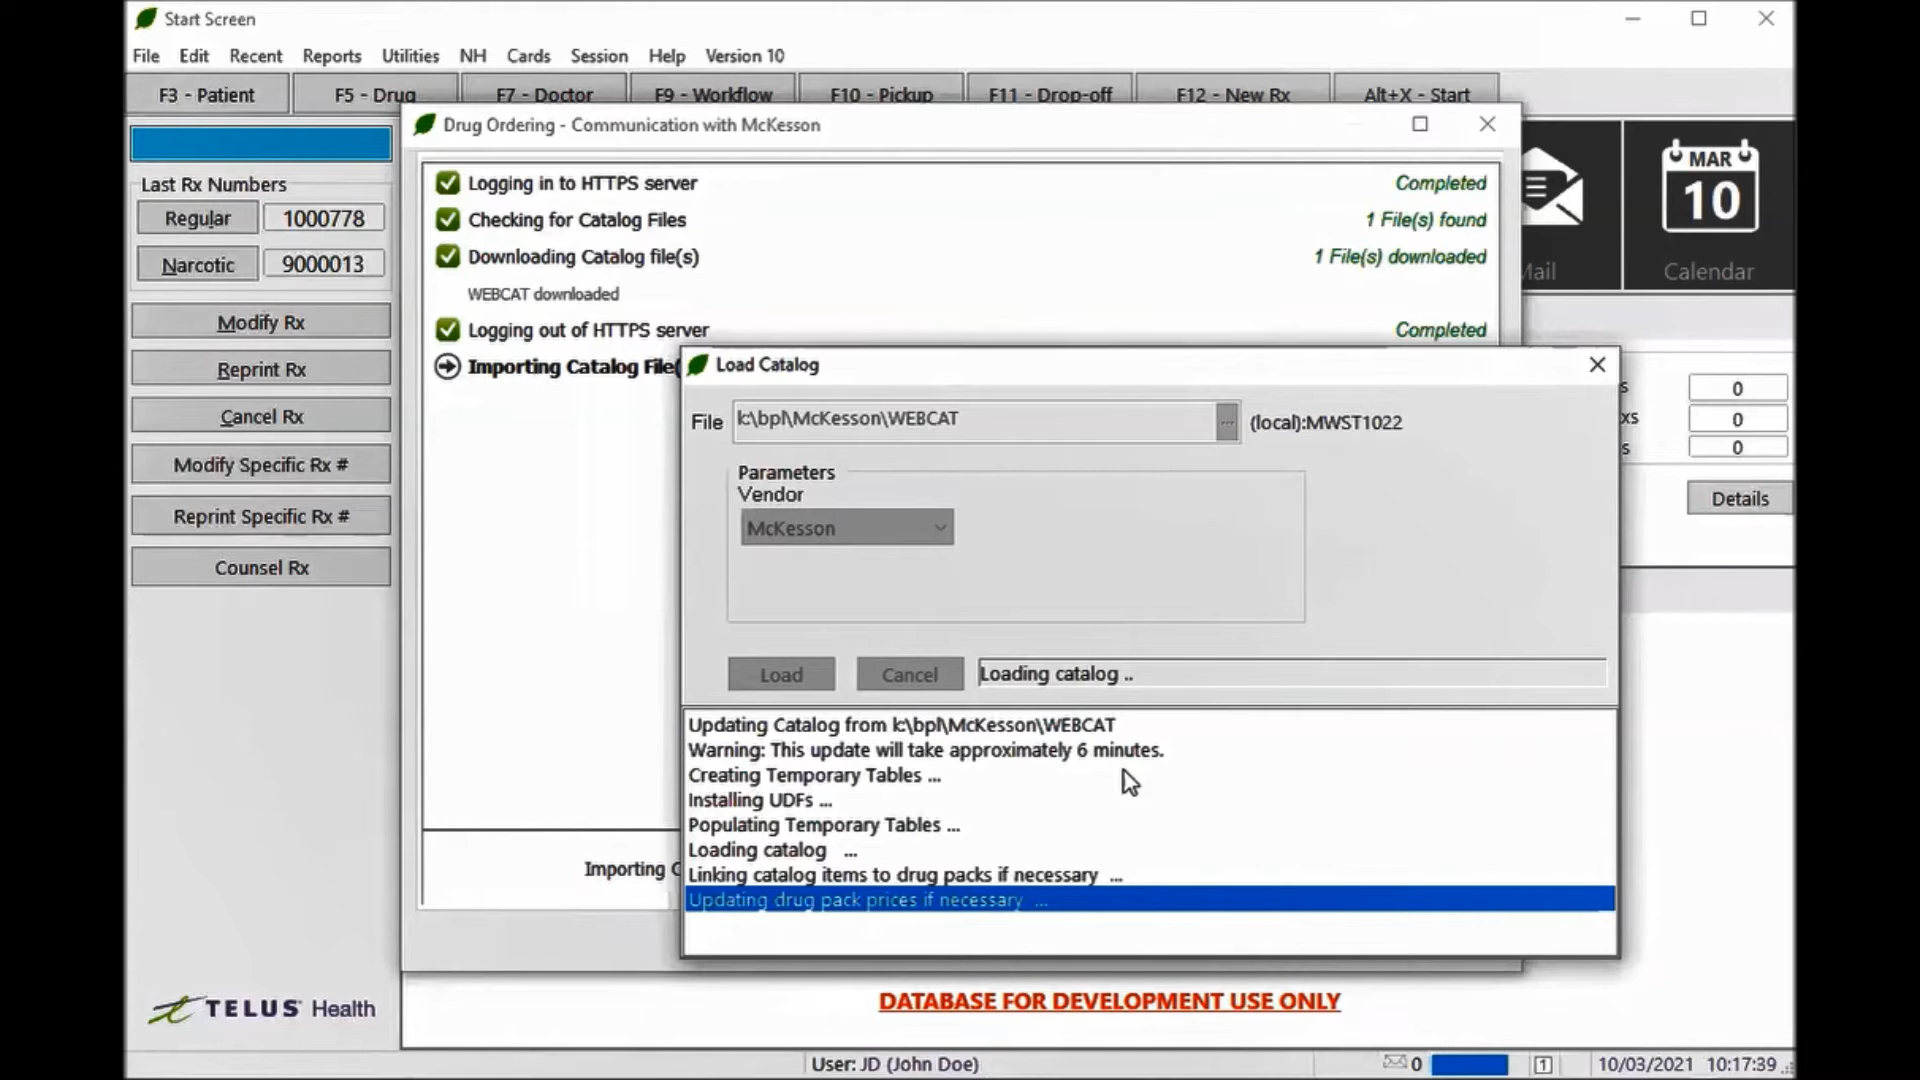 Start Screen
File Edit Recent Reports Utilities NH Cards Session Help Version 10
F3 - Patient F5 - Drug F7 - Doctor F9 - Workflow F10 - Pickup F11 - Drop-off F12 - New Rx Alt+X - Start
Drug Ordering - Communication with McKesson
Last Rx Numbers
Regular 1000778
Narcotic 9000013
Modify Rx
Reprint Rx
Cancel Rx
Modify Specific Rx #
Reprint Specific Rx #
Counsel Rx
Logging in to HTTPS server Completed
Checking for Catalog Files 1 File(s) found
Downloading Catalog file(s) 1 File(s) downloaded
WEBCAT downloaded
Logging out of HTTPS server Completed
Importing Catalog File(
MAR
10
Mail
Calendar
s 0
xs 0
s 0
Details
Load Catalog
File k:\bpl\McKesson\WEBCAT ... (local):MWST1022
Parameters
Vendor
McKesson
Load Cancel Loading catalog ..
Updating Catalog from k:\bpl\McKesson\WEBCAT
Warning: This update will take approximately 6 minutes.
Creating Temporary Tables ...
Installing UDFs ...
Populating Temporary Tables ...
Loading catalog ...
Linking catalog items to drug packs if necessary ...
Updating drug pack prices if necessary ...
Importing C
TELUS Health
DATABASE FOR DEVELOPMENT USE ONLY
User: JD (John Doe) 0 1 10/03/2021 10:17:39